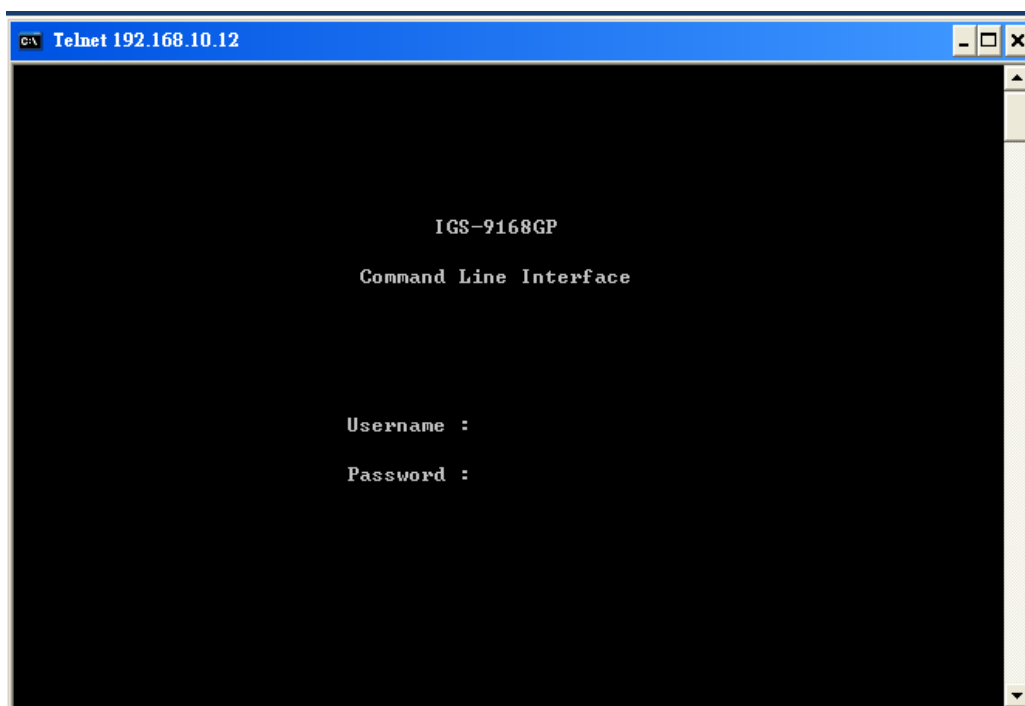 Telnet 192.168.10.12
IGS-9168GP
Command Line Interface
Username :
Password :